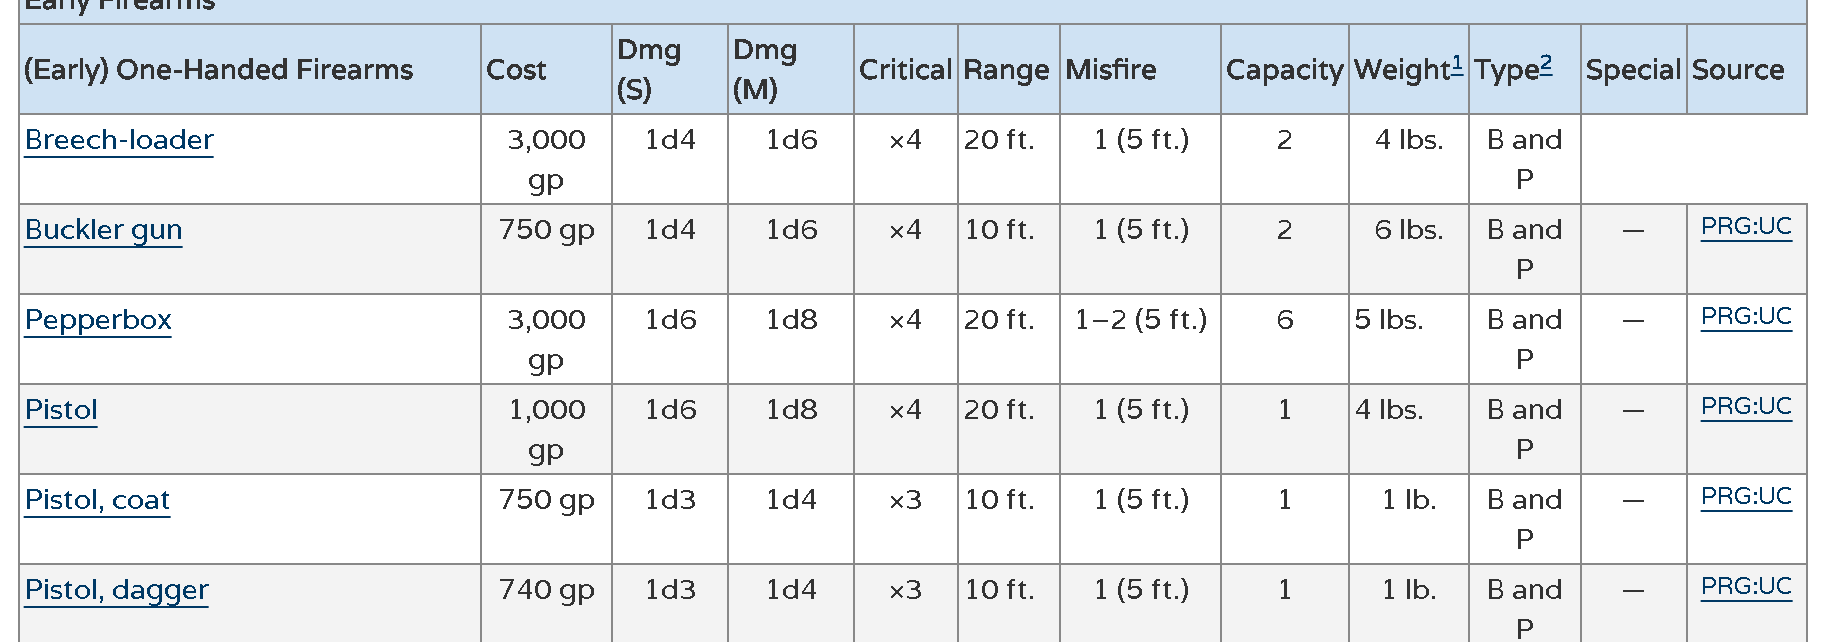 Early Firearms
(Early) One-Handed Firearms Cost Dmg (S) Dmg (M) Critical Range Misfire Capacity Weight1 Type2 Special Source
Breech-loader 3,000 gp 1d4 1d6 ×4 20 ft. 1 (5 ft.) 2 4 lbs. B and P
Buckler gun 750 gp 1d4 1d6 ×4 10 ft. 1 (5 ft.) 2 6 lbs. B and P — PRG:UC
Pepperbox 3,000 gp 1d6 1d8 ×4 20 ft. 1–2 (5 ft.) 6 5 lbs. B and P — PRG:UC
Pistol 1,000 gp 1d6 1d8 ×4 20 ft. 1 (5 ft.) 1 4 lbs. B and P — PRG:UC
Pistol, coat 750 gp 1d3 1d4 ×3 10 ft. 1 (5 ft.) 1 1 lb. B and P — PRG:UC
Pistol, dagger 740 gp 1d3 1d4 ×3 10 ft. 1 (5 ft.) 1 1 lb. B and P — PRG:UC